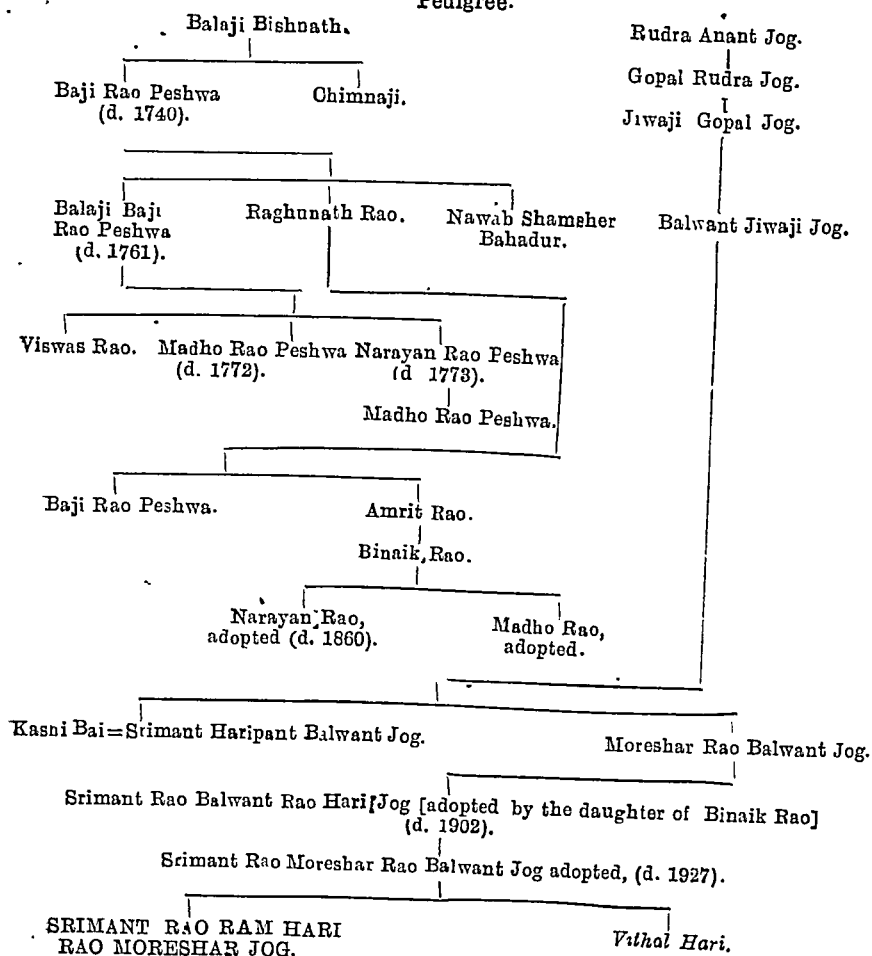 Pedigree.
Balaji Bishnath.
Rudra Anant Jog.
Gopal Rudra Jog.
Baji Rao Peshwa
(d. 1740).
Chimnaji.
Jiwaji Gopal Jog.
Balaji Baji
Rao Peshwa
(d. 1761).
Raghunath Rao.
Nawab Shamsher
Bahadur.
Balwant Jiwaji Jog.
Viswas Rao.
Madho Rao Peshwa
(d. 1772).
Narayan Rao Peshwa
(d 1773).
Madho Rao Peshwa.
Baji Rao Peshwa.
Amrit Rao.
Binaik Rao.
Narayan Rao,
adopted (d. 1860).
Madho Rao,
adopted.
Kasni Bai=Srimant Haripant Balwant Jog.
Moreshar Rao Balwant Jog.
Srimant Rao Balwant Rao Hari Jog [adopted by the daughter of Binaik Rao]
(d. 1902).
Srimant Rao Moreshar Rao Balwant Jog adopted, (d. 1927).
SRIMANT RAO RAM HARI
RAO MORESHAR JOG.
Vithal Hari.